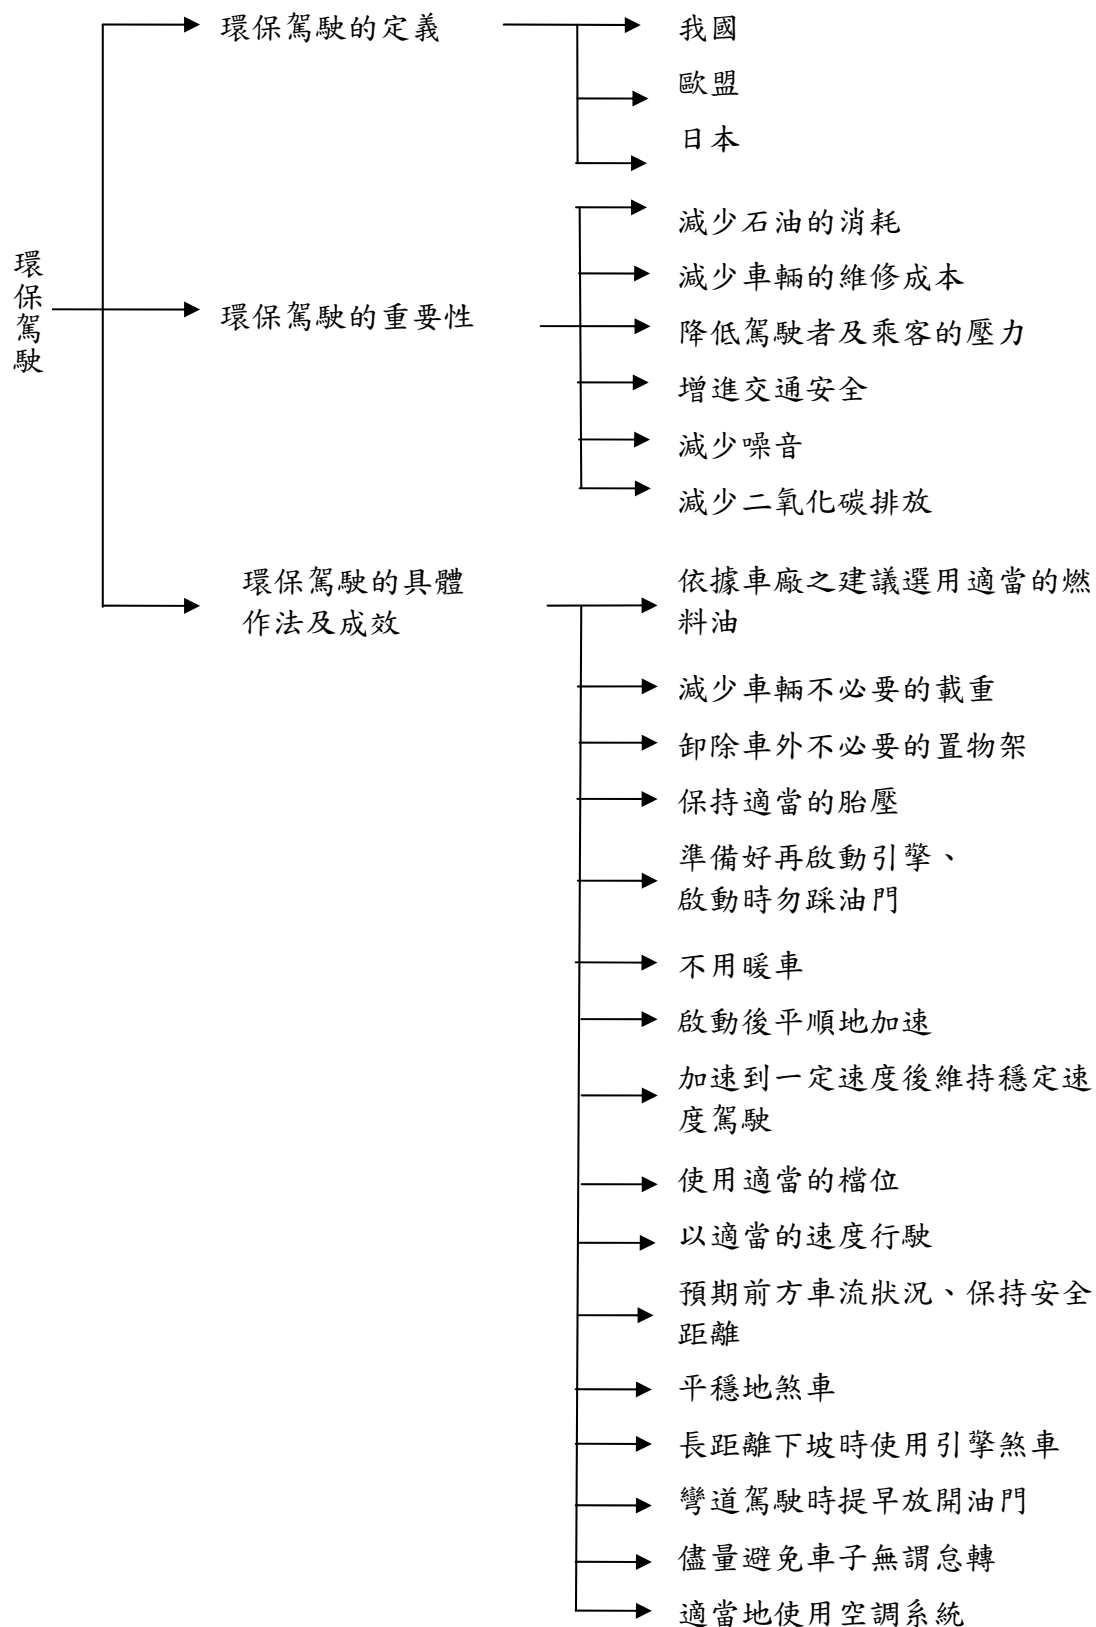 環保駕駛
環保駕駛的定義
我國
歐盟
日本
環保駕駛的重要性
減少石油的消耗
減少車輛的維修成本
降低駕駛者及乘客的壓力
增進交通安全
減少噪音
減少二氧化碳排放
環保駕駛的具體
作法及成效
依據車廠之建議選用適當的燃
料油
減少車輛不必要的載重
卸除車外不必要的置物架
保持適當的胎壓
準備好再啟動引擎、
啟動時勿踩油門
不用暖車
啟動後平順地加速
加速到一定速度後維持穩定速
度駕駛
使用適當的檔位
以適當的速度行駛
預期前方車流狀況、保持安全
距離
平穩地煞車
長距離下坡時使用引擎煞車
彎道駕駛時提早放開油門
儘量避免車子無謂怠轉
適當地使用空調系統